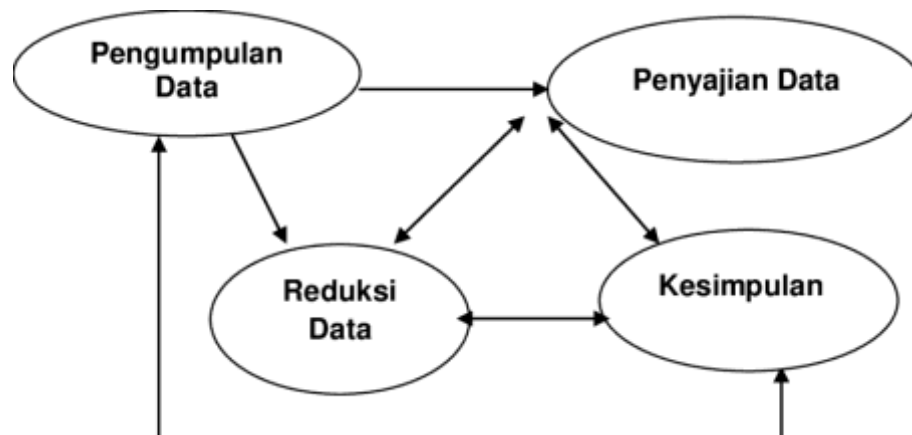 Pengumpulan
Data
Penyajian Data
Reduksi
Data
Kesimpulan